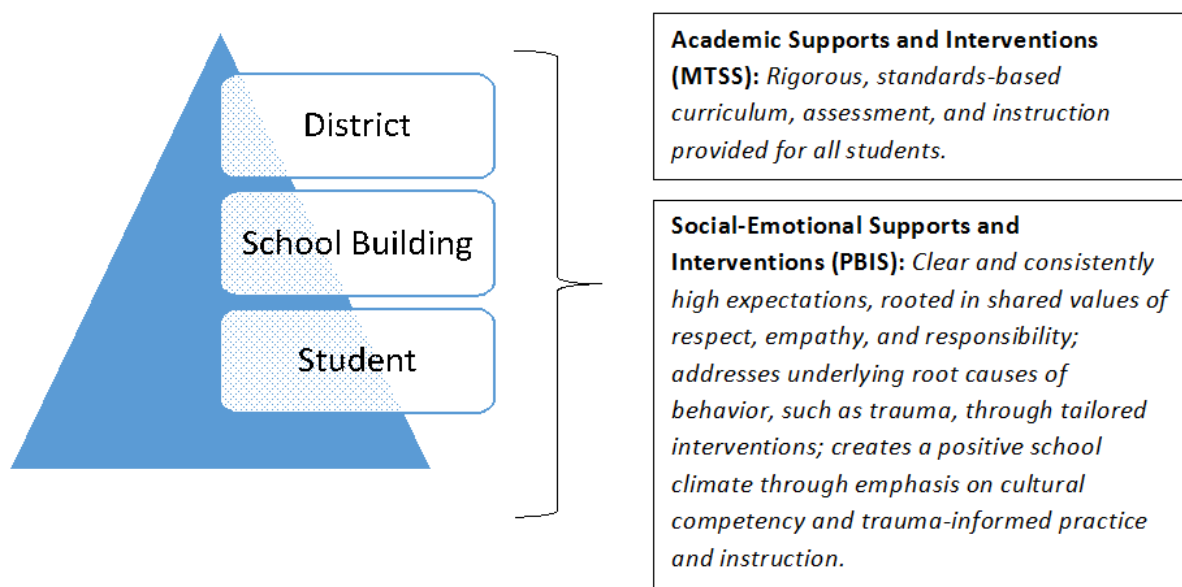 District
School Building
Student
Academic Supports and Interventions
(MTSS): Rigorous, standards-based
curriculum, assessment, and instruction
provided for all students.
Social-Emotional Supports and
Interventions (PBIS): Clear and consistently
high expectations, rooted in shared values of
respect, empathy, and responsibility;
addresses underlying root causes of
behavior, such as trauma, through tailored
interventions; creates a positive school
climate through emphasis on cultural
competency and trauma-informed practice
and instruction.